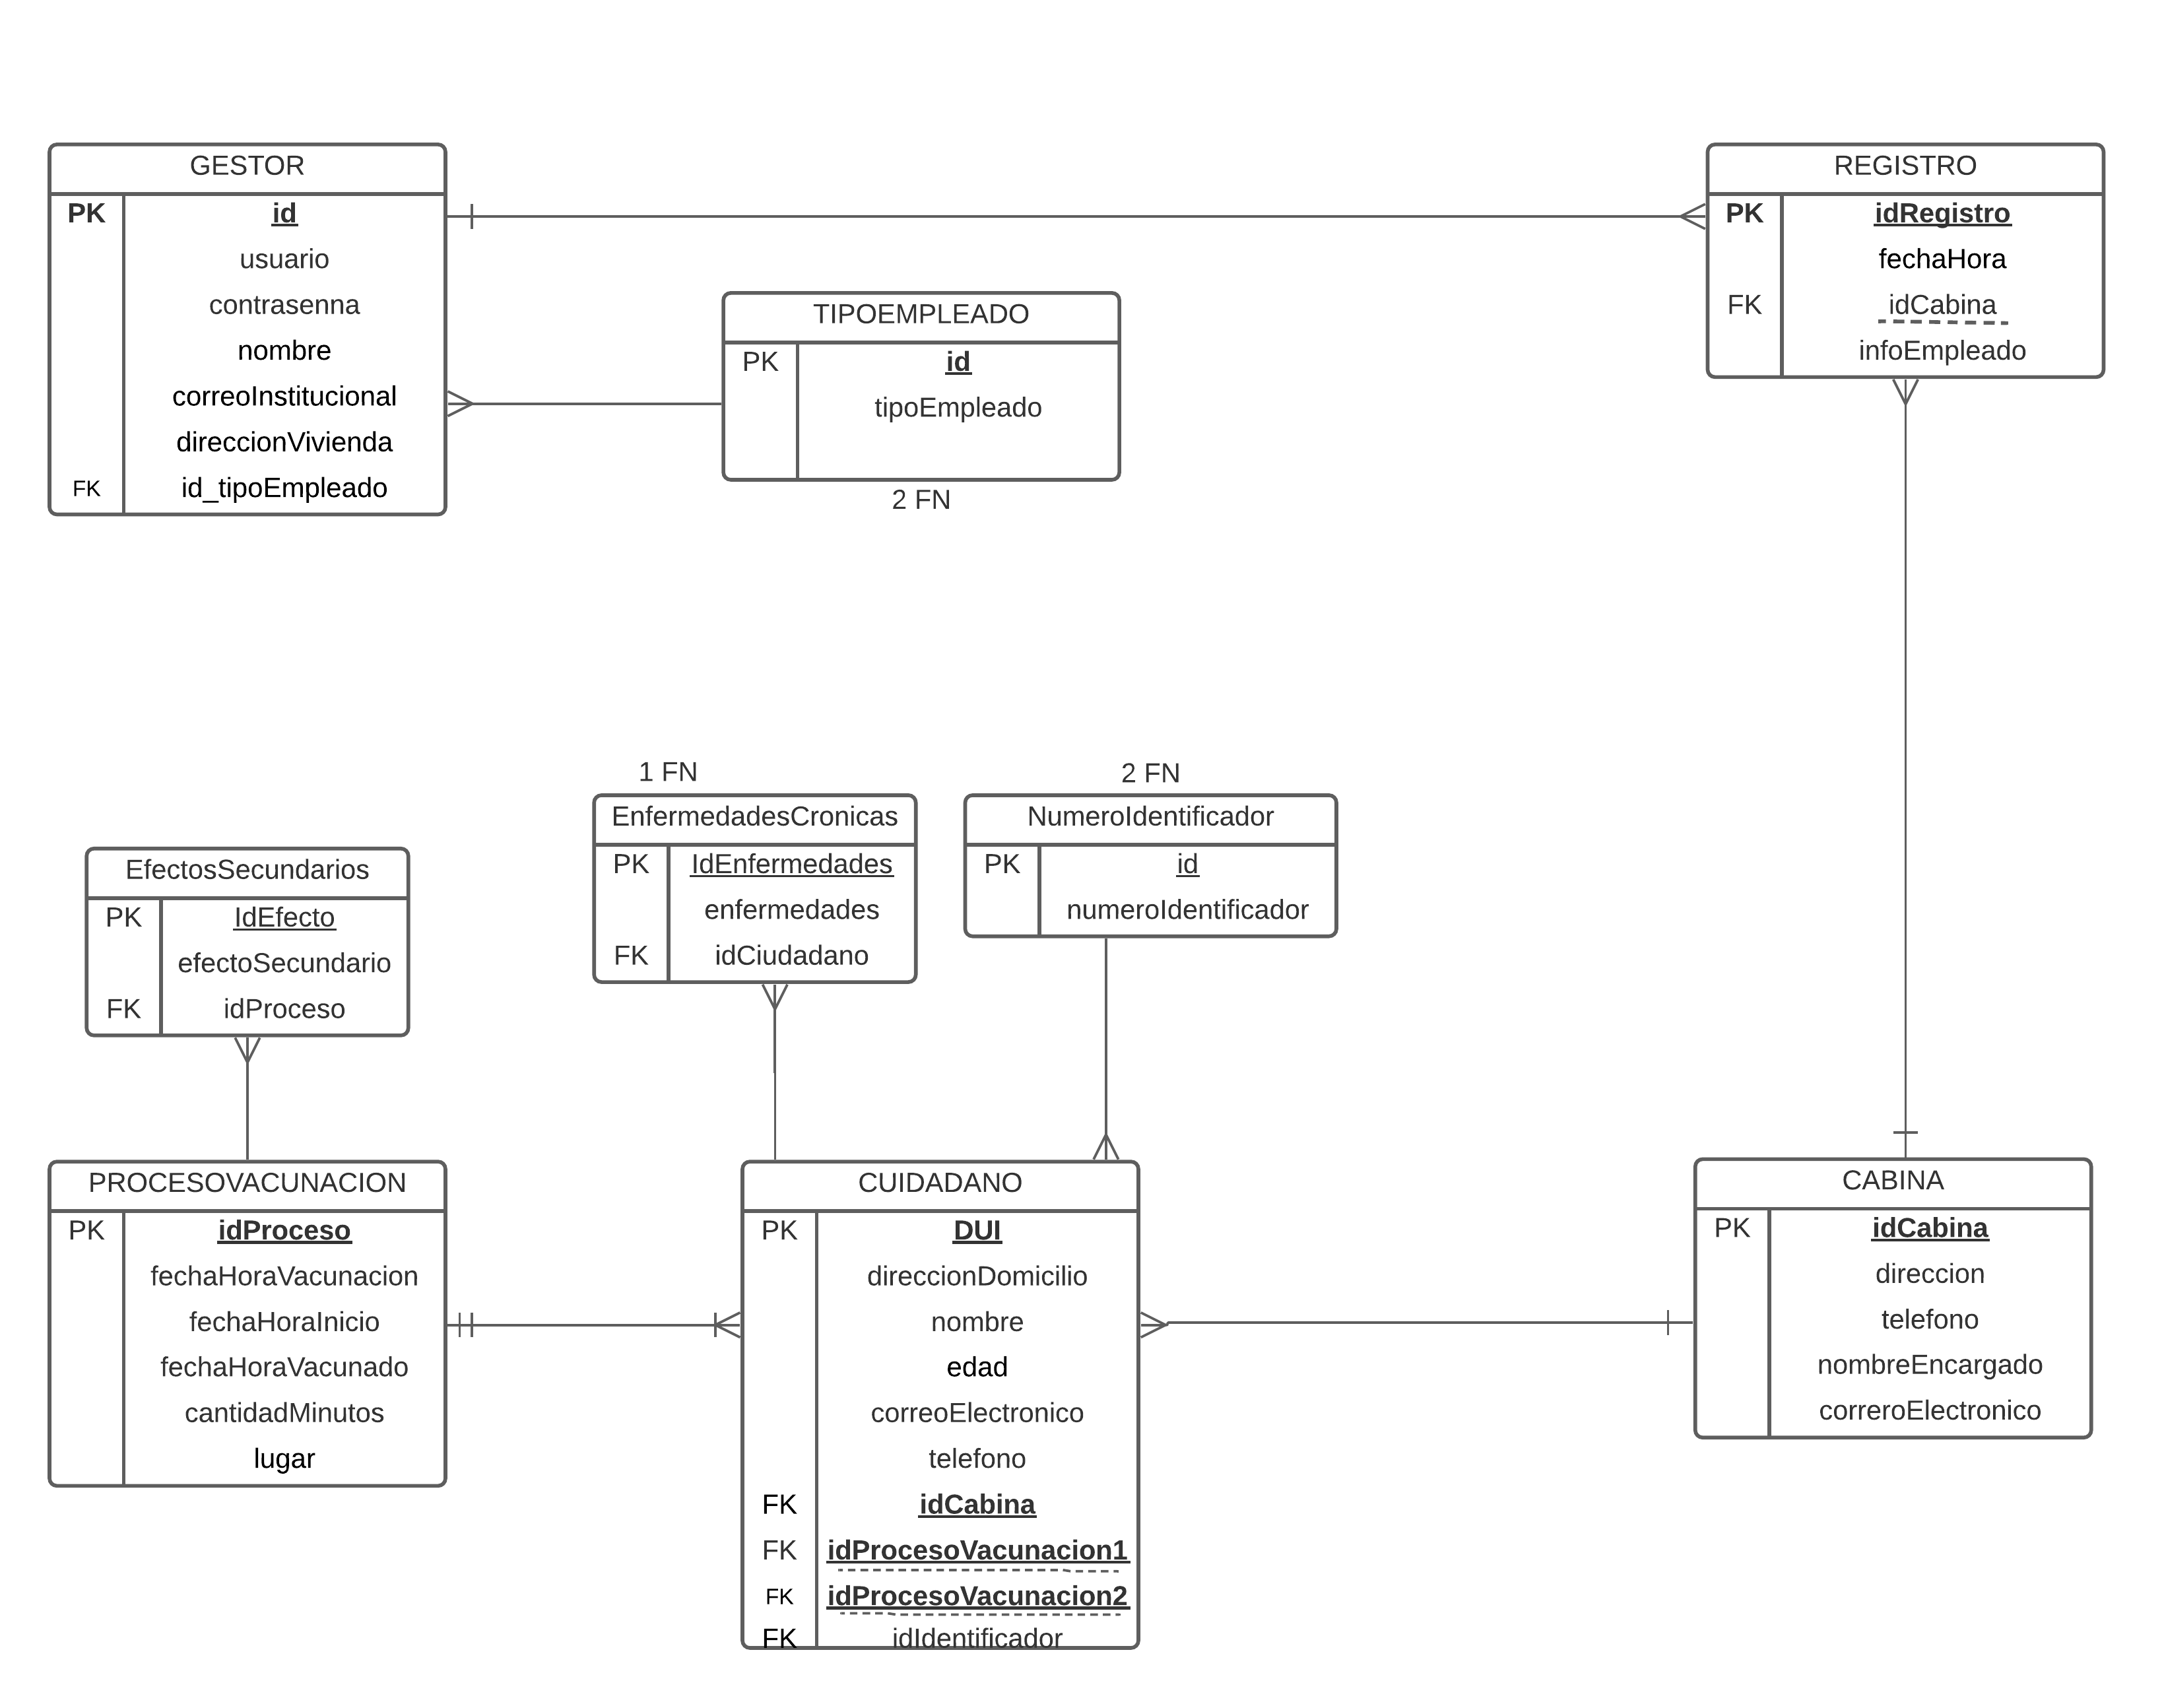 GESTOR
PK id
usuario
contrasenna
nombre
correoInstitucional
direccionVivienda
FK id_tipoEmpleado
TIPOEMPLEADO
PK id
tipoEmpleado
2 FN
REGISTRO
PK idRegistro
fechaHora
FK idCabina
infoEmpleado
EfectosSecundarios
PK IdEfecto
efectoSecundario
FK idProceso
1 FN
EnfermedadesCronicas
PK IdEnfermedades
enfermedades
FK idCiudadano
2 FN
NumeroIdentificador
PK id
numeroIdentificador
PROCESOVACUNACION
PK idProceso
fechaHoraVacunacion
fechaHoraInicio
fechaHoraVacunado
cantidadMinutos
lugar
CUIDADANO
PK DUI
direccionDomicilio
nombre
edad
correoElectronico
telefono
FK idCabina
FK idProcesoVacunacion1
FK idProcesoVacunacion2
FK idIdentificador
CABINA
PK idCabina
direccion
telefono
nombreEncargado
correroElectronico